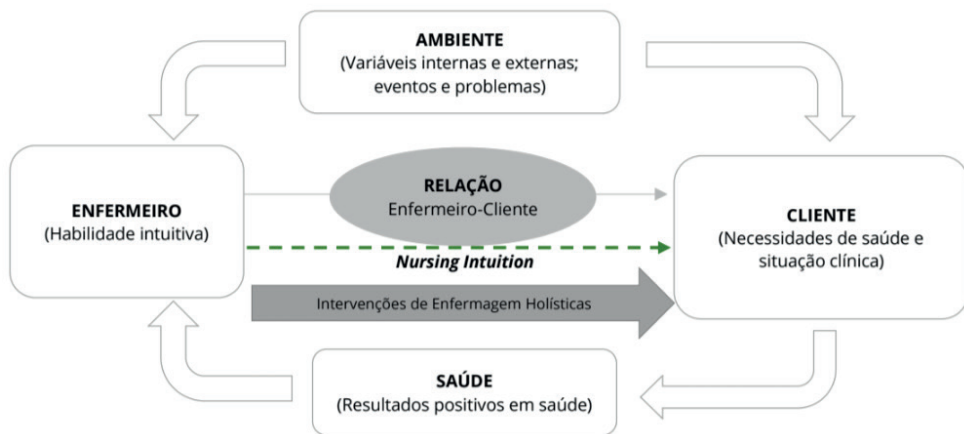 AMBIENTE
(Variáveis internas e externas;
eventos e problemas)
ENFERMEIRO
(Habilidade intuitiva)
RELAÇÃO
Enfermeiro-Cliente
Nursing Intuition
Intervenções de Enfermagem Holísticas
CLIENTE
(Necessidades de saúde e
situação clínica)
SAÚDE
(Resultados positivos em saúde)